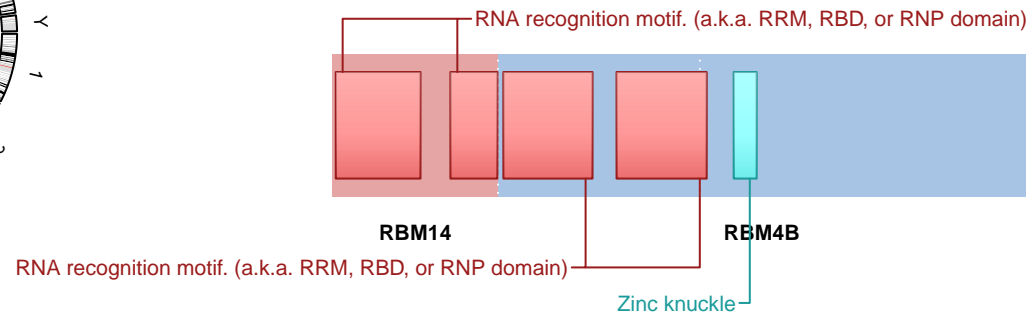 Y
1
RNA recognition motif. (a.k.a. RRM, RBD, or RNP domain)
RBM14
RBM4B
RNA recognition motif. (a.k.a. RRM, RBD, or RNP domain)
Zinc knuckle